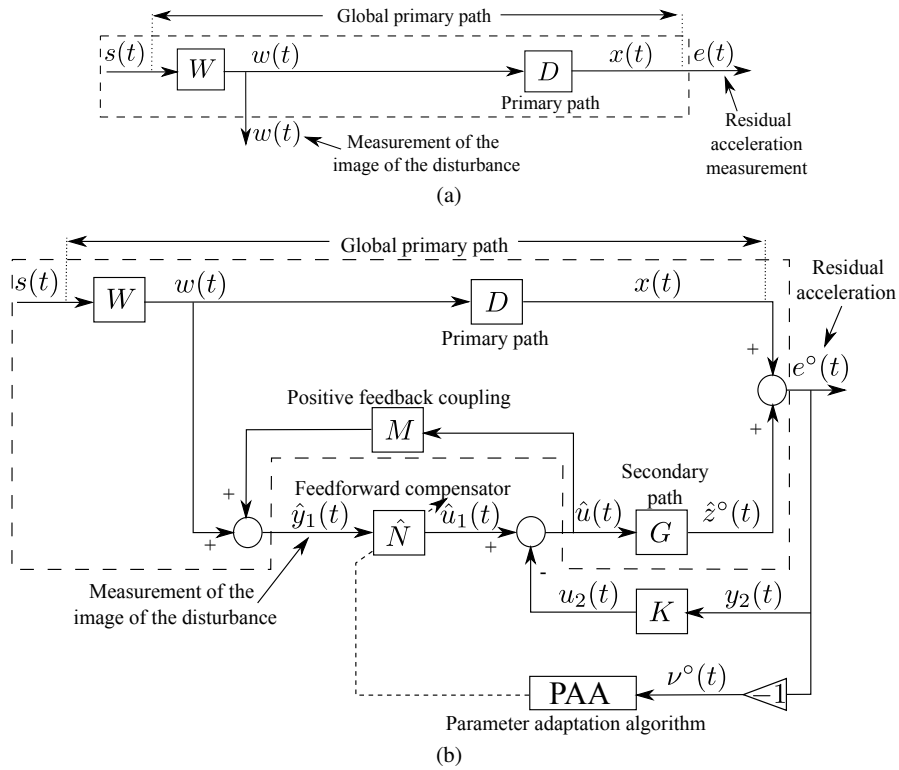 Global primary path
s(t)
W
w(t)
D
x(t)
e(t)
Primary path
w(t)
Measurement of the
image of the disturbance
Residual
acceleration
measurement
(a)
Global primary path
s(t)
W
w(t)
D
x(t)
Residual
acceleration
Primary path
+
e°(t)
Positive feedback coupling
M
+
Secondary
path
+
Feedforward compensator
ŷ₁(t)
N̂
û₁(t)
û(t)
G
ẑ°(t)
+
+
-
Measurement of the
image of the disturbance
u₂(t)
K
y₂(t)
PAA
ν°(t)
−1
Parameter adaptation algorithm
(b)